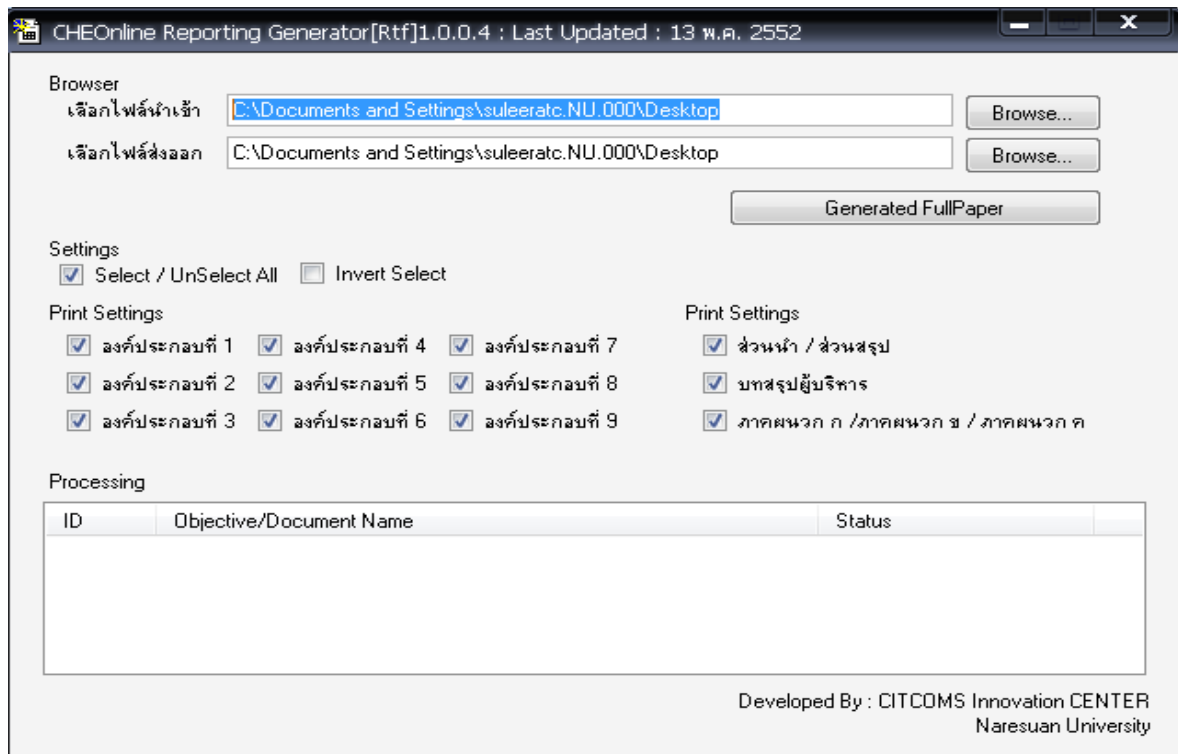 CHEOnline Reporting Generator[Rtf]1.0.0.4 : Last Updated : 13 พ.ค. 2552
Browser
เลือกไฟล์นำเข้า C:\Documents and Settings\suleeratc.NU.000\Desktop Browse...
เลือกไฟล์ส่งออก C:\Documents and Settings\suleeratc.NU.000\Desktop Browse...
Generated FullPaper
Settings
Select / UnSelect All Invert Select
Print Settings Print Settings
องค์ประกอบที่ 1 องค์ประกอบที่ 4 องค์ประกอบที่ 7 ส่วนนำ / ส่วนสรุป
องค์ประกอบที่ 2 องค์ประกอบที่ 5 องค์ประกอบที่ 8 บทสรุปผู้บริหาร
องค์ประกอบที่ 3 องค์ประกอบที่ 6 องค์ประกอบที่ 9 ภาคผนวก ก /ภาคผนวก ข / ภาคผนวก ค
Processing
ID Objective/Document Name Status
Developed By : CITCOMS Innovation CENTER
Naresuan University